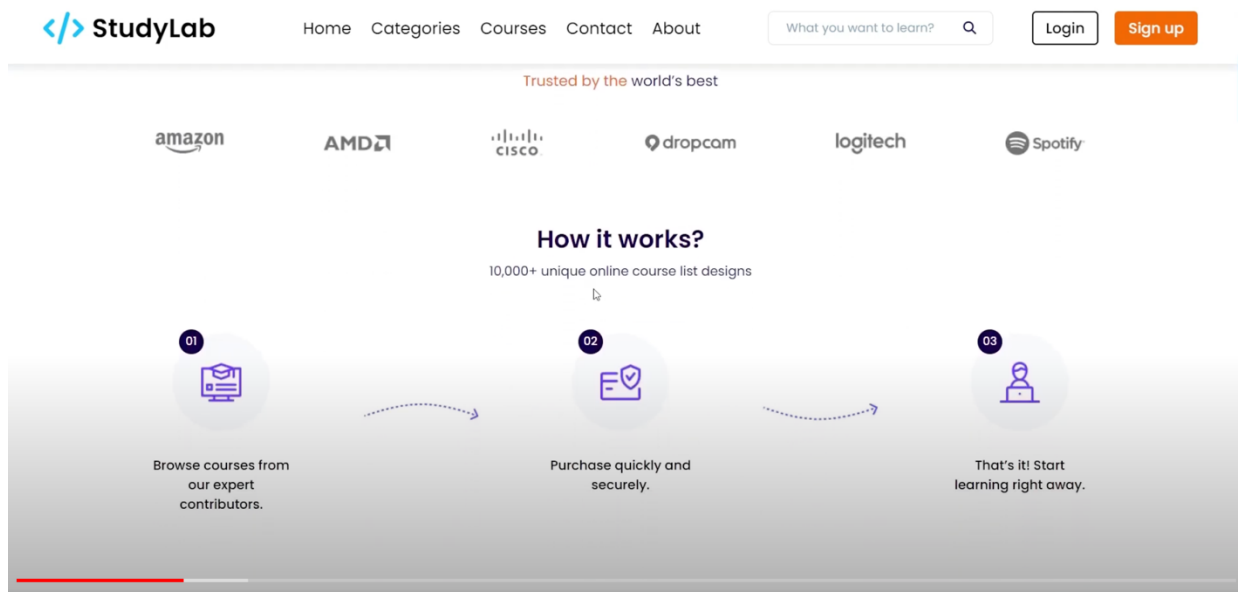 </> StudyLab Home Categories Courses Contact About What you want to learn? Login Sign up
Trusted by the world's best
amazon AMD cisco dropcam logitech Spotify
How it works?
10,000+ unique online course list designs
01 02 03
Browse courses from
our expert
contributors.
Purchase quickly and
securely.
That's it! Start
learning right away.